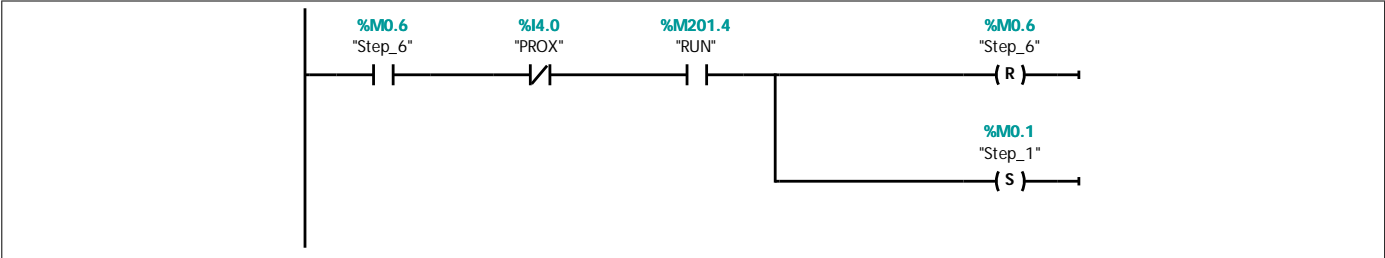 %M0.6 %I4.0 %M201.4 %M0.6
"Step_6" "PROX" "RUN" "Step_6"
R
%M0.1
"Step_1"
S